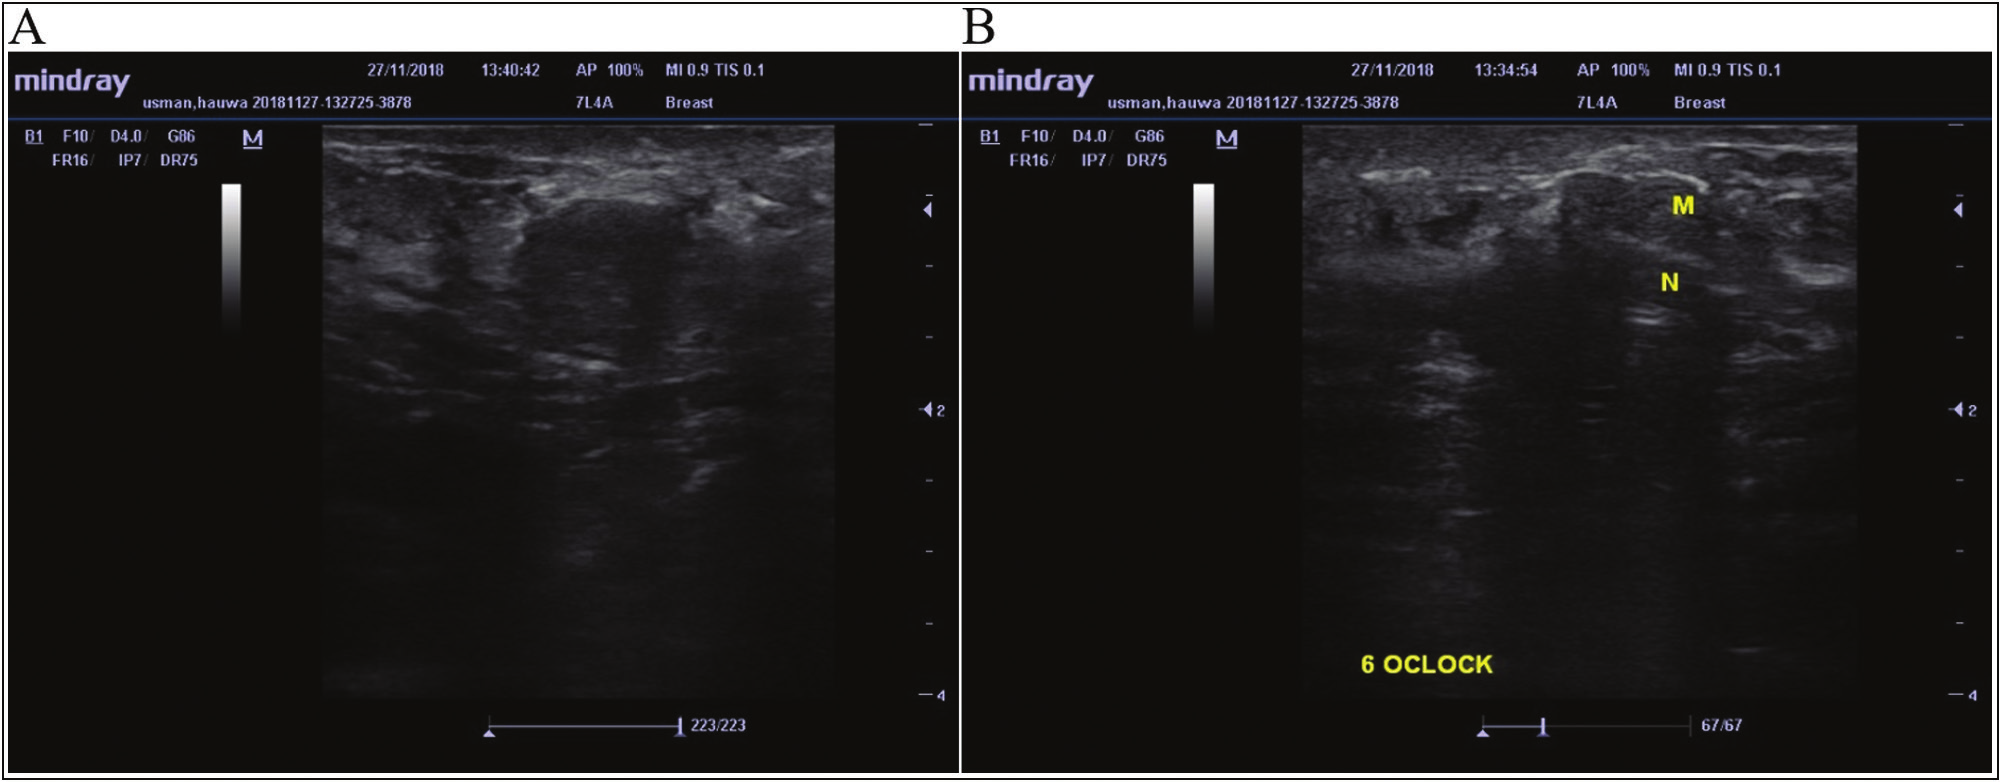 A
mindray
27/11/2018 13:40:42 AP 100% MI 0.9 TIS 0.1
usman,hauwa 20181127-132725-3878 7L4A Breast
B1 F10/ D4.0/ G86 M
FR16/ IP7/ DR75
2
4
223/223
B
mindray
27/11/2018 13:34:54 AP 100% MI 0.9 TIS 0.1
usman,hauwa 20181127-132725-3878 7L4A Breast
B1 F10/ D4.0/ G86 M
FR16/ IP7/ DR75
M
N
2
6 OCLOCK
4
67/67